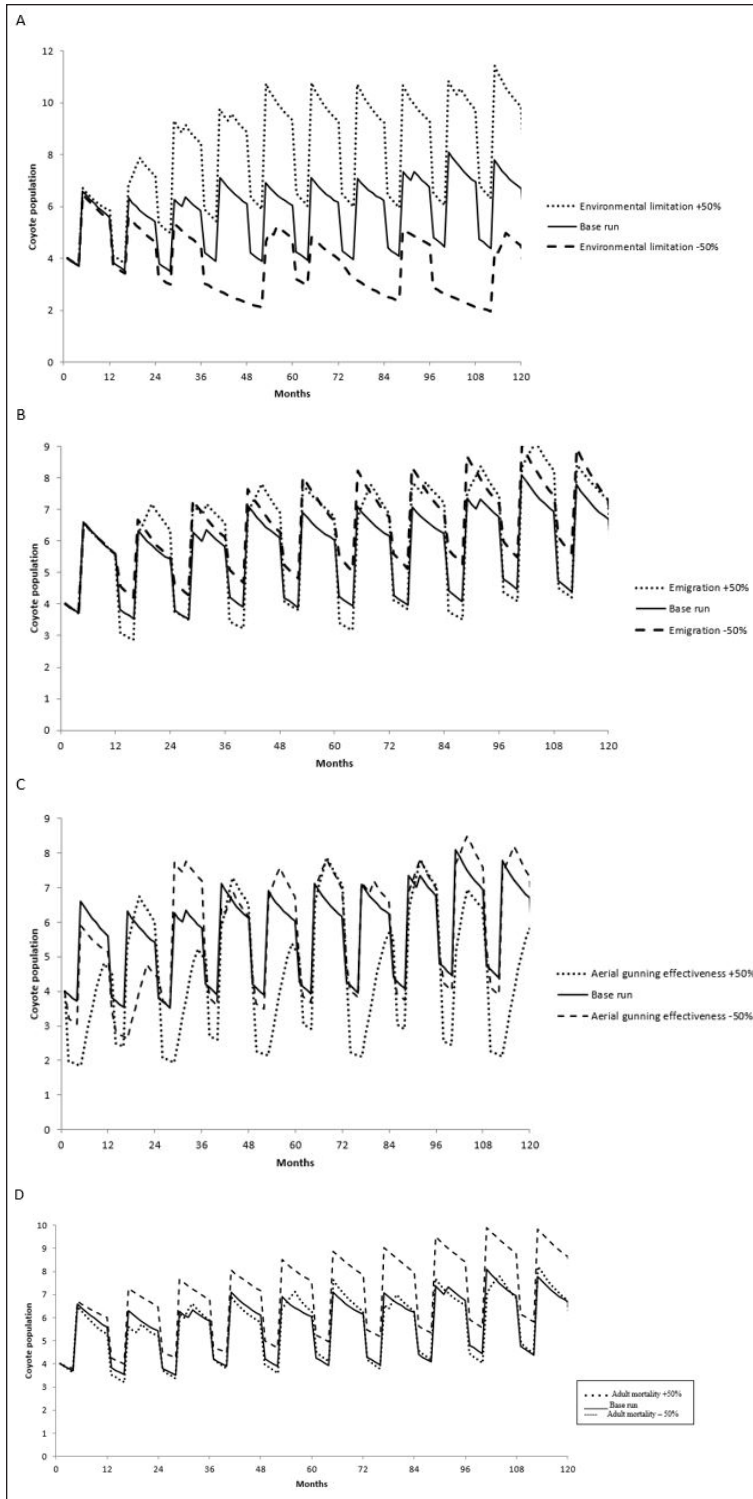 A
12
10
8
6
4
2
0
Coyote population
0 12 24 36 48 60 72 84 96 108 120
Months
Environmental limitation +50%
Base run
Environmental limitation -50%
B
9
8
7
6
5
4
3
2
1
0
Coyote population
0 12 24 36 48 60 72 84 96 108 120
Months
Emigration +50%
Base run
Emigration -50%
C
9
8
7
6
5
4
3
2
1
0
Coyote population
0 12 24 36 48 60 72 84 96 108 120
Months
Aerial gunning effectiveness +50%
Base run
Aerial gunning effectiveness -50%
D
10
9
8
7
6
5
4
3
2
1
0
Coyote population
0 12 24 36 48 60 72 84 96 108 120
Months
Adult mortality +50%
Base run
Adult mortality – 50%